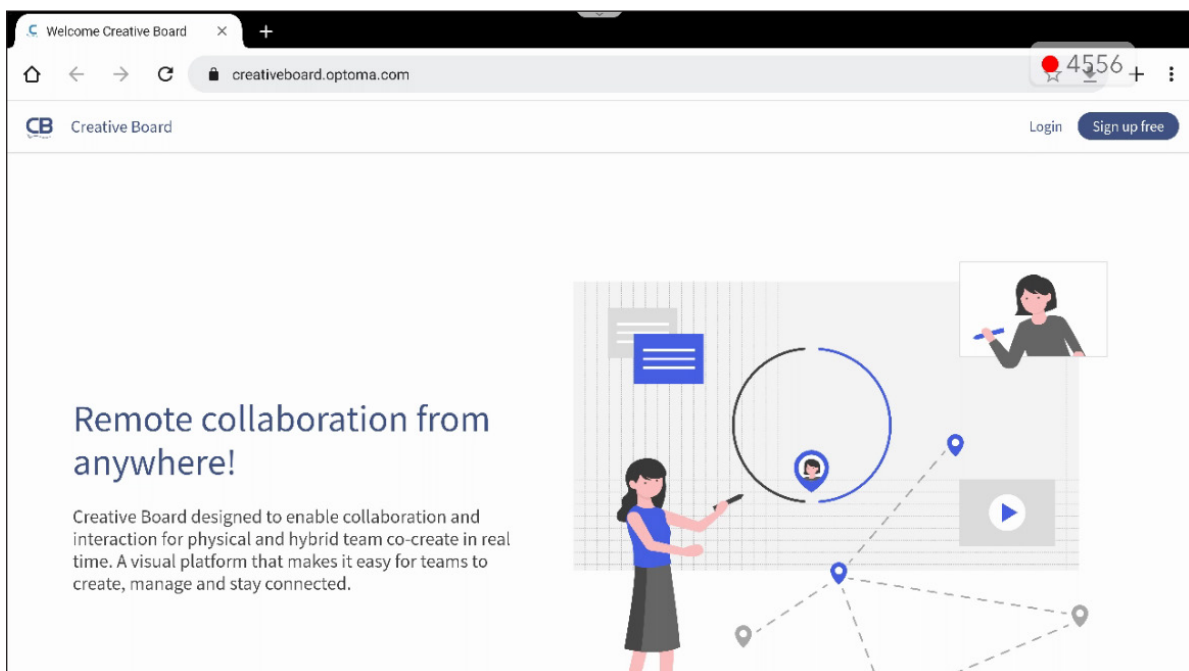 Welcome Creative Board
creativeboard.optoma.com
4556
CB Creative Board
Login Sign up free
Remote collaboration from
anywhere!
Creative Board designed to enable collaboration and
interaction for physical and hybrid team co-create in real
time. A visual platform that makes it easy for teams to
create, manage and stay connected.